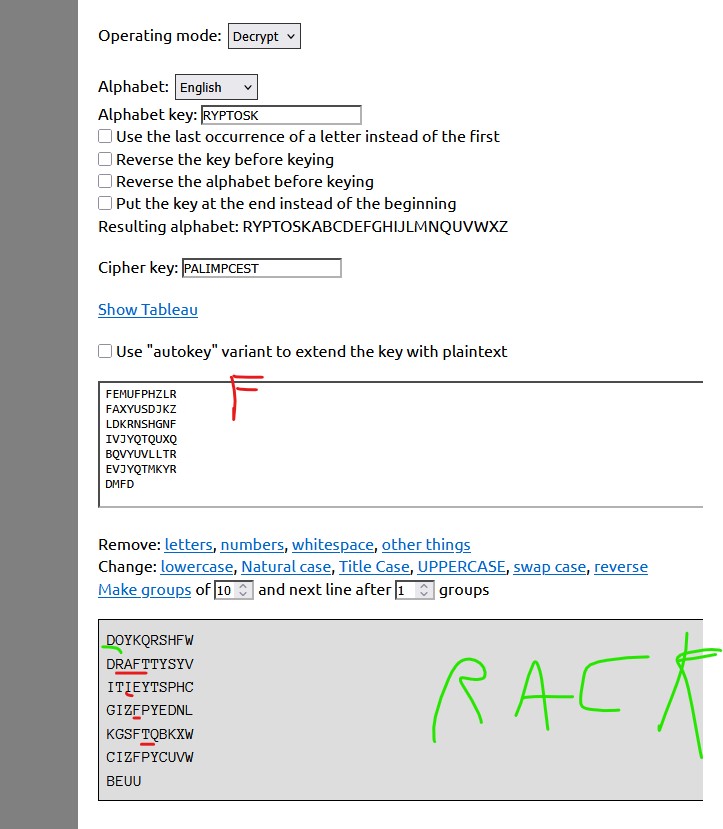 Operating mode: Decrypt
Alphabet: English
Alphabet key: RYPTOSK
Use the last occurrence of a letter instead of the first
Reverse the key before keying
Reverse the alphabet before keying
Put the key at the end instead of the beginning
Resulting alphabet: RYPTOSKABCDEFGHIJLMNQUVWXZ
Cipher key: PALIMPCEST
Show Tableau
Use "autokey" variant to extend the key with plaintext
F
FEMUFPHZLR
FAXYUSDJKZ
LDKRNSHGNF
IVJYQTQUXQ
BQVYUVLLTR
EVJYQTMKYR
DMFD
Remove: letters, numbers, whitespace, other things
Change: lowercase, Natural case, Title Case, UPPERCASE, swap case, reverse
Make groups of 10 and next line after 1 groups
DOYKQRSHFW
DRAFTTYSYV
ITIEYTSPHC
GIZFPYEDNL
KGSFTQBKXW
CIZFPYCUVW
BEUU
RAC